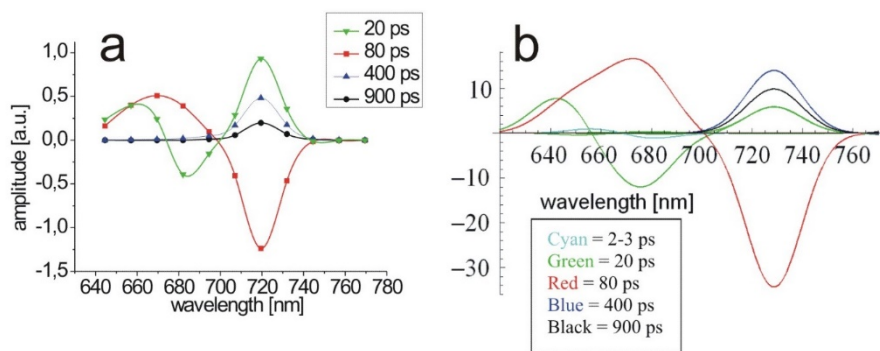 a
20 ps
80 ps
400 ps
900 ps
1,0
0,5
0,0
-0,5
-1,0
-1,5
amplitude [a.u.]
640 660 680 700 720 740 760 780
wavelength [nm]
b
10
−10
−20
−30
640 660 680 700 720 740 760
wavelength [nm]
Cyan = 2-3 ps
Green = 20 ps
Red = 80 ps
Blue = 400 ps
Black = 900 ps